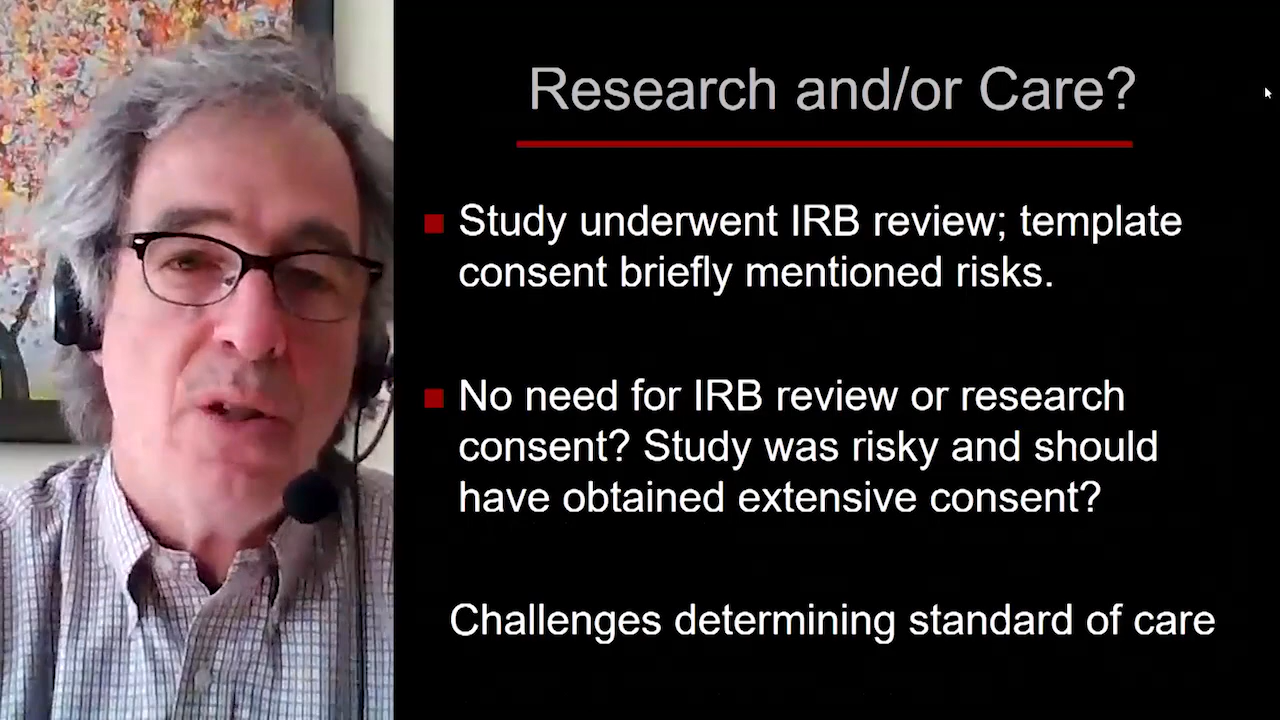 Research and/or Care?
Study underwent IRB review; template
consent briefly mentioned risks.
No need for IRB review or research
consent? Study was risky and should
have obtained extensive consent?
Challenges determining standard of care